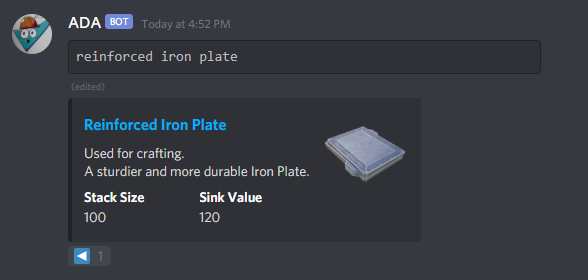 ADA BOT Today at 4:52 PM
reinforced iron plate
(edited)
Reinforced Iron Plate
Used for crafting.
A sturdier and more durable Iron Plate.
Stack Size Sink Value
100 120
1